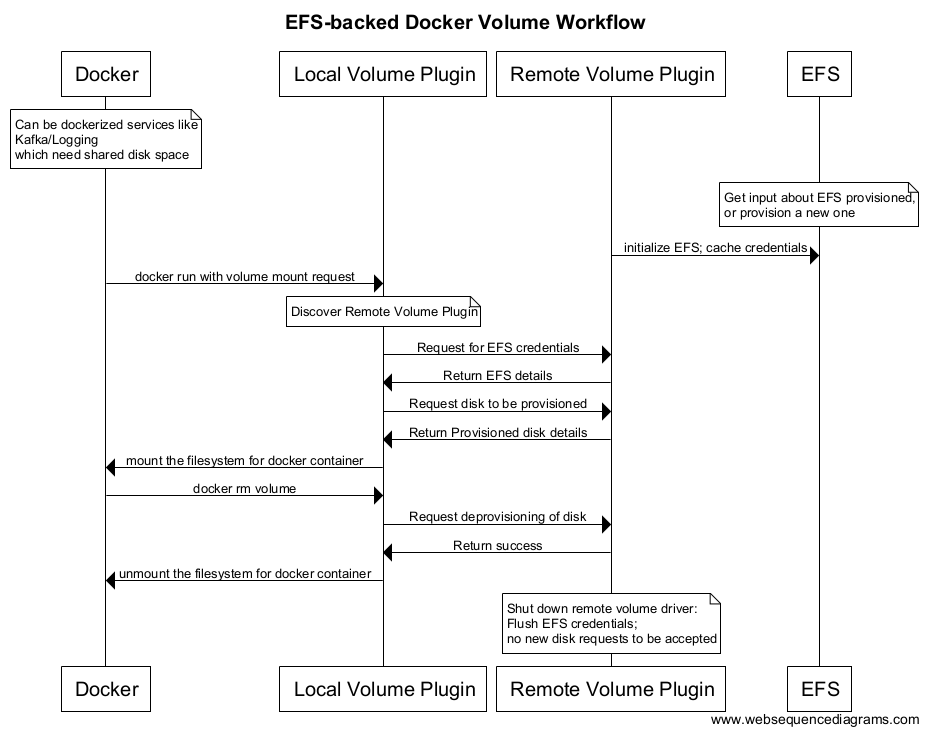 EFS-backed Docker Volume Workflow
Docker
Local Volume Plugin
Remote Volume Plugin
EFS
Can be dockerized services like
Kafka/Logging
which need shared disk space
Get input about EFS provisioned,
or provision a new one
initialize EFS; cache credentials
docker run with volume mount request
Discover Remote Volume Plugin
Request for EFS credentials
Return EFS details
Request disk to be provisioned
Return Provisioned disk details
mount the filesystem for docker container
docker rm volume
Request deprovisioning of disk
Return success
unmount the filesystem for docker container
Shut down remote volume driver:
Flush EFS credentials;
no new disk requests to be accepted
Docker
Local Volume Plugin
Remote Volume Plugin
EFS
www.websequencediagrams.com